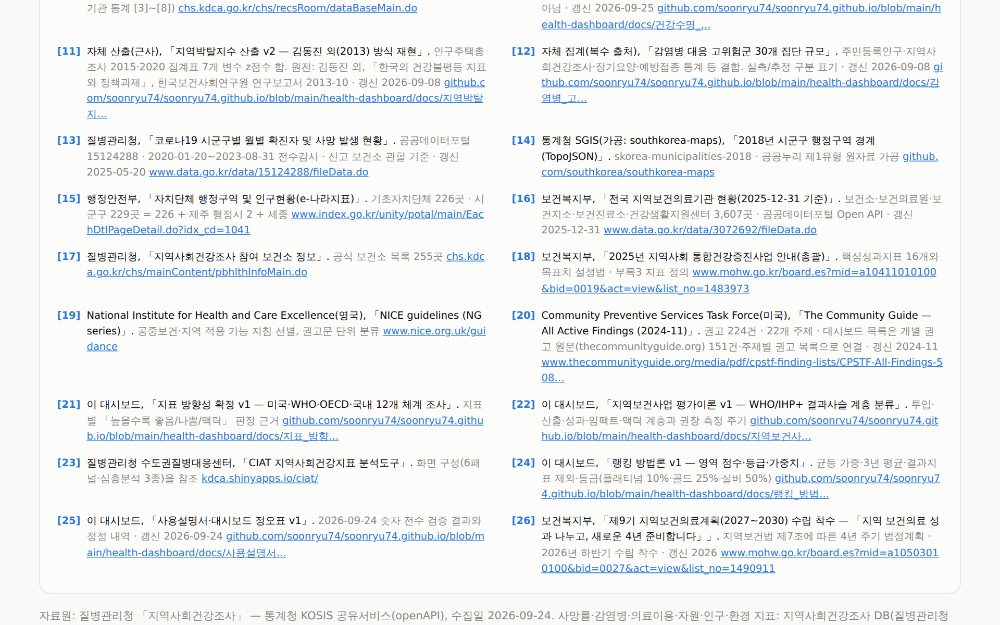 기관 통계 [3]~[8]) chs.kdca.go.kr/chs/recsRoom/dataBaseMain.do
아님 · 갱신 2026-09-25 github.com/soonryu74/soonryu74.github.io/blob/main/h
ealth-dashboard/docs/건강수명_...
[11] 자체 산출(근사), 「지역박탈지수 산출 v2 — 김동진 외(2013) 방식 재현」. 인구주택총
조사 2015·2020 집계표 7개 변수 z점수 합. 원전: 김동진 외, 「한국의 건강불평등 지표
와 정책과제」, 한국보건사회연구원 연구보고서 2013-10 · 갱신 2026-09-08 github.c
om/soonryu74/soonryu74.github.io/blob/main/health-dashboard/docs/지역박탈
지...
[12] 자체 집계(복수 출처), 「감염병 대응 고위험군 30개 집단 규모」. 주민등록인구·지역사
회건강조사·장기요양·예방접종 통계 등 결합. 실측/추정 구분 표기 · 갱신 2026-09-08 gi
thub.com/soonryu74/soonryu74.github.io/blob/main/health-dashboard/docs/감
염병_고...
[13] 질병관리청, 「코로나19 시군구별 월별 확진자 및 사망 발생 현황」. 공공데이터포털
15124288 · 2020-01-20~2023-08-31 전수감시 · 신고 보건소 관할 기준 · 갱신
2025-05-20 www.data.go.kr/data/15124288/fileData.do
[14] 통계청 SGIS(가공: southkorea-maps), 「2018년 시군구 행정구역 경계
(TopoJSON)」. skorea-municipalities-2018 · 공공누리 제1유형 원자료 가공 github.
com/southkorea/southkorea-maps
[15] 행정안전부, 「자치단체 행정구역 및 인구현황(e-나라지표)」. 기초자치단체 226곳 · 시
군구 229곳 = 226 + 제주 행정시 2 + 세종 www.index.go.kr/unity/potal/main/Eac
hDtlPageDetail.do?idx_cd=1041
[16] 보건복지부, 「전국 지역보건의료기관 현황(2025-12-31 기준)」. 보건소·보건의료원·보
건지소·보건진료소·건강생활지원센터 3,607곳 · 공공데이터포털 Open API · 갱신
2025-12-31 www.data.go.kr/data/3072692/fileData.do
[17] 질병관리청, 「지역사회건강조사 참여 보건소 정보」. 공식 보건소 목록 255곳 chs.kdc
a.go.kr/chs/mainContent/pbhlthInfoMain.do
[18] 보건복지부, 「2025년 지역사회 통합건강증진사업 안내(총괄)」. 핵심성과지표 16개와
목표치 설정법 · 부록3 지표 정의 www.mohw.go.kr/board.es?mid=a10411010100
&bid=0019&act=view&list_no=1483973
[19] National Institute for Health and Care Excellence(영국), 「NICE guidelines (NG
series)」. 공중보건·지역 적용 가능 지침 선별, 권고문 단위 분류 www.nice.org.uk/gui
dance
[20] Community Preventive Services Task Force(미국), 「The Community Guide —
All Active Findings (2024-11)」. 권고 224건 · 22개 주제 · 대시보드 목록은 개별 권
고 원문(thecommunityguide.org) 151건·주제별 권고 목록으로 연결 · 갱신 2024-11
www.thecommunityguide.org/media/pdf/cpstf-finding-lists/CPSTF-All-Findings-5
08...
[21] 이 대시보드, 「지표 방향성 확정 v1 — 미국·WHO·OECD·국내 12개 체계 조사」. 지표
별 「높을수록 좋음/나쁨/맥락」 판정 근거 github.com/soonryu74/soonryu74.githu
b.io/blob/main/health-dashboard/docs/지표_방향...
[22] 이 대시보드, 「지역보건사업 평가이론 v1 — WHO/IHP+ 결과사슬 계층 분류」. 투입·
산출·성과·임팩트·맥락 계층과 권장 측정 주기 github.com/soonryu74/soonryu74.git
hub.io/blob/main/health-dashboard/docs/지역보건사...
[23] 질병관리청 수도권질병대응센터, 「CIAT 지역사회건강지표 분석도구」. 화면 구성(6패
널·심층분석 3종)을 참조 kdca.shinyapps.io/ciat/
[24] 이 대시보드, 「랭킹 방법론 v1 — 영역 점수·등급·가중치」. 균등 가중·3년 평균·결과지
표 제외·등급(플래티넘 10%·골드 25%·실버 50%) github.com/soonryu74/soonryu7
4.github.io/blob/main/health-dashboard/docs/랭킹_방법...
[25] 이 대시보드, 「사용설명서·대시보드 정오표 v1」. 2026-09-24 숫자 전수 검증 결과와
정정 내역 · 갱신 2026-09-24 github.com/soonryu74/soonryu74.github.io/blob/m
ain/health-dashboard/docs/사용설명서...
[26] 보건복지부, 「제9기 지역보건의료계획(2027~2030) 수립 착수 — 「지역 보건의료 성
과 나누고, 새로운 4년 준비합니다」」. 지역보건법 제7조에 따른 4년 주기 법정계획 ·
2026년 하반기 수립 착수 · 갱신 2026 www.mohw.go.kr/board.es?mid=a1050301
0100&bid=0027&act=view&list_no=1490911
자료원: 질병관리청 「지역사회건강조사」 — 통계청 KOSIS 공유서비스(openAPI), 수집일 2026-09-24. 사망률·감염병·의료이용·자원·인구·환경 지표: 지역사회건강조사 DB(질병관리청